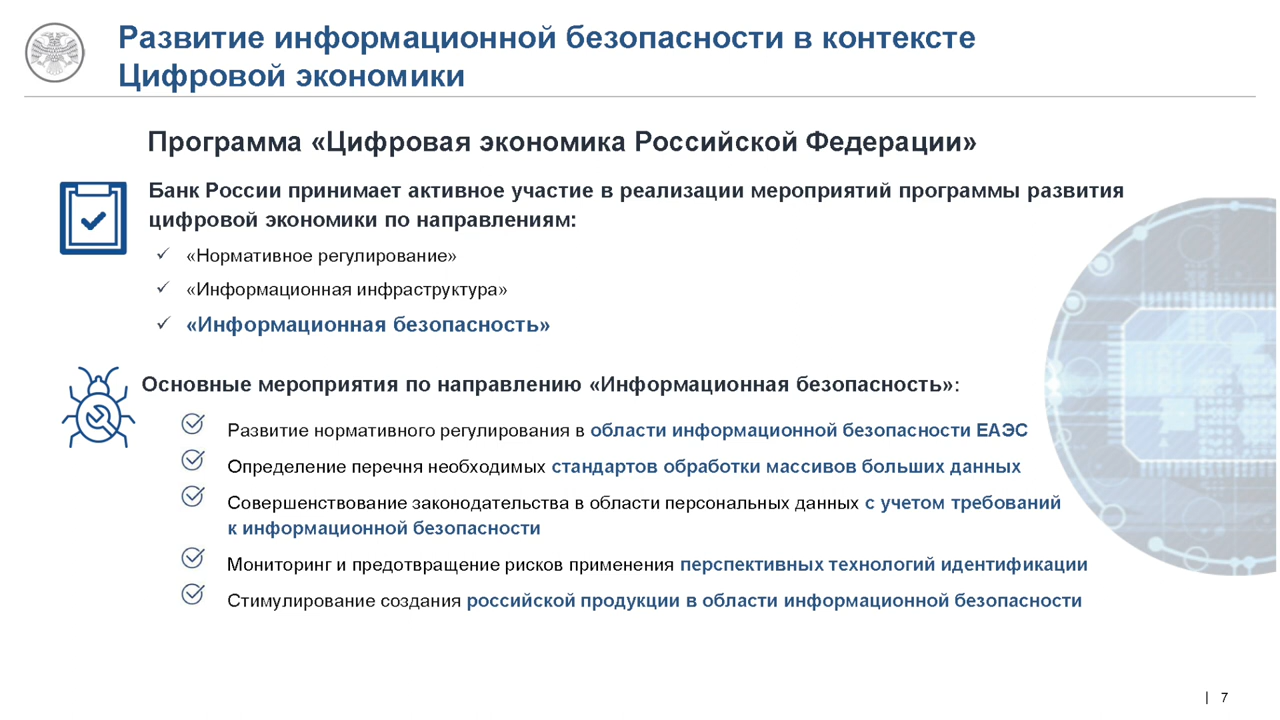 Развитие информационной безопасности в контексте
Цифровой экономики
Программа «Цифровая экономика Российской Федерации»
Банк России принимает активное участие в реализации мероприятий программы развития
цифровой экономики по направлениям:
«Нормативное регулирование»
«Информационная инфраструктура»
«Информационная безопасность»
Основные мероприятия по направлению «Информационная безопасность»:
Развитие нормативного регулирования в области информационной безопасности ЕАЭС
Определение перечня необходимых стандартов обработки массивов больших данных
Совершенствование законодательства в области персональных данных с учетом требований
к информационной безопасности
Мониторинг и предотвращение рисков применения перспективных технологий идентификации
Стимулирование создания российской продукции в области информационной безопасности
| 7